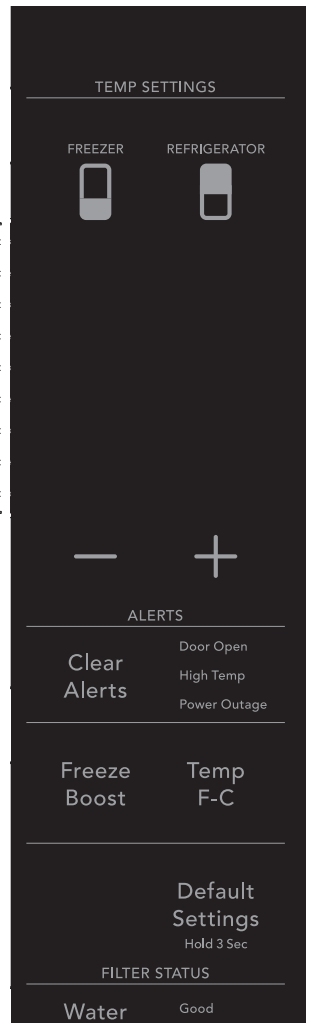 TEMP SETTINGS
FREEZER REFRIGERATOR
ALERTS
Clear
Alerts
Door Open
High Temp
Power Outage
Freeze
Boost
Temp
F-C
Default
Settings
Hold 3 Sec
FILTER STATUS
Water
Good